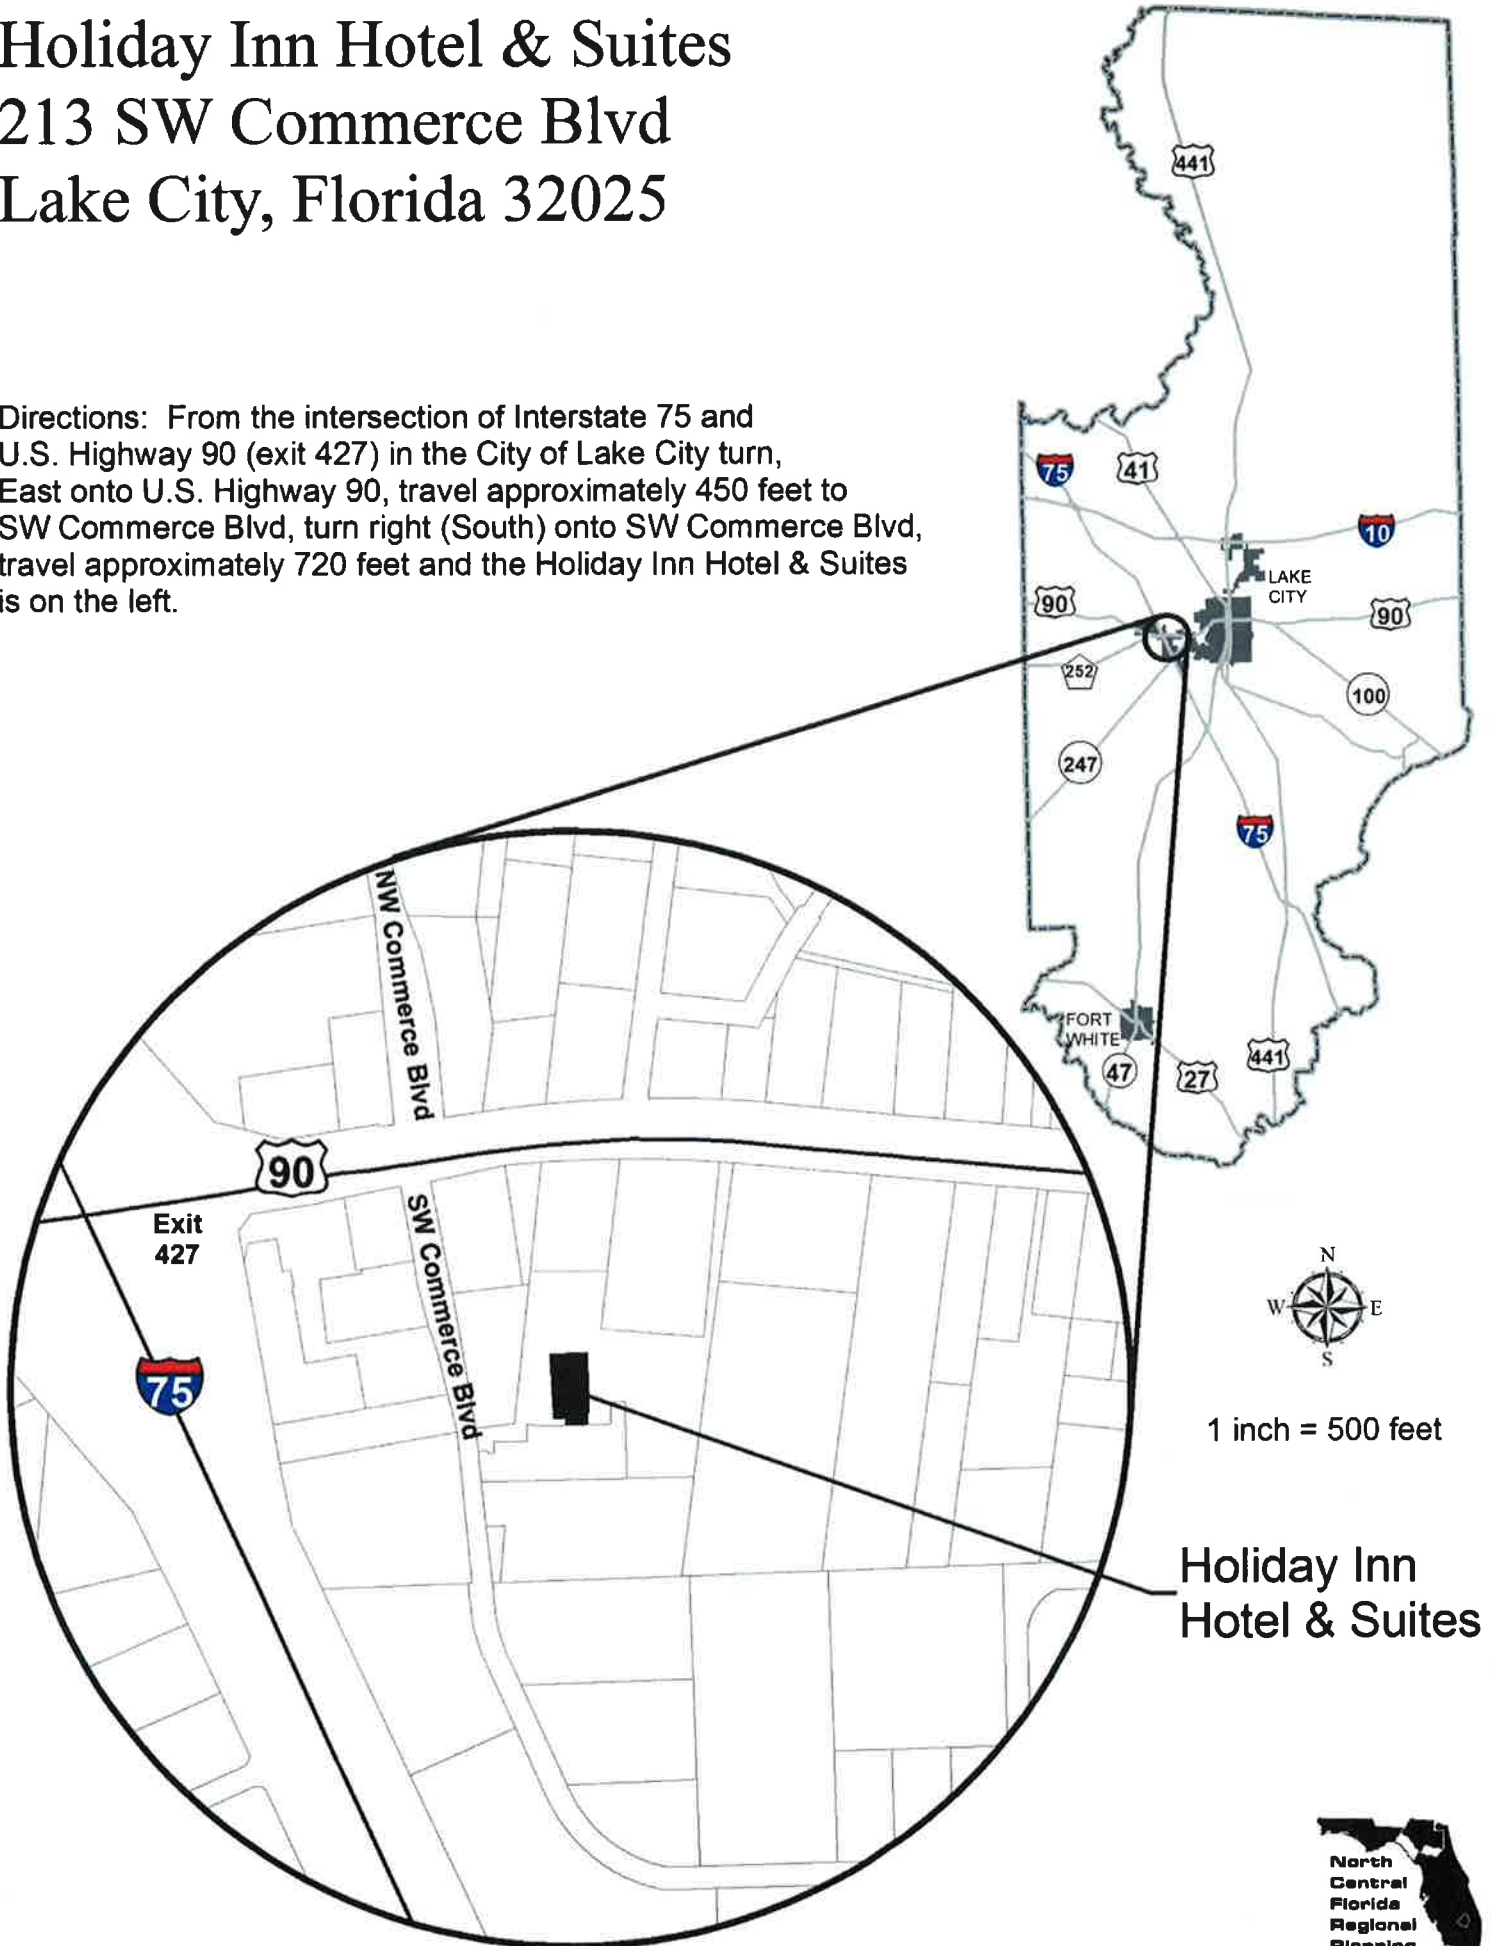 Holiday Inn Hotel & Suites
213 SW Commerce Blvd
Lake City, Florida 32025
Directions: From the intersection of Interstate 75 and
U.S. Highway 90 (exit 427) in the City of Lake City turn,
East onto U.S. Highway 90, travel approximately 450 feet to
SW Commerce Blvd, turn right (South) onto SW Commerce Blvd,
travel approximately 720 feet and the Holiday Inn Hotel & Suites
is on the left.
441
75
41
10
LAKE
CITY
90
90
252
100
247
75
FORT
WHITE
47
27
441
NW Commerce Blvd
90
Exit
427
SW Commerce Blvd
75
N
W
E
S
1 inch = 500 feet
Holiday Inn
Hotel & Suites
North
Central
Florida
Regional
Planning